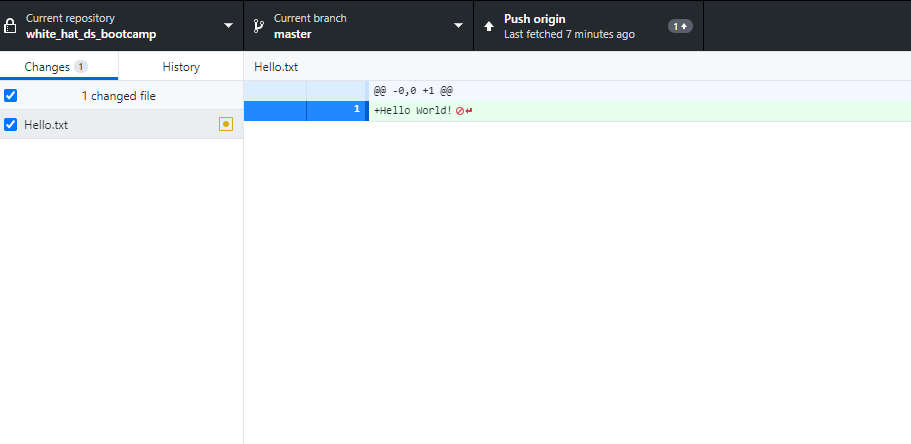 Current repository
white_hat_ds_bootcamp
Current branch
master
Push origin
Last fetched 7 minutes ago
1
Changes 1
History
Hello.txt
1 changed file
@@ -0,0 +1 @@
Hello.txt
1 +Hello World!